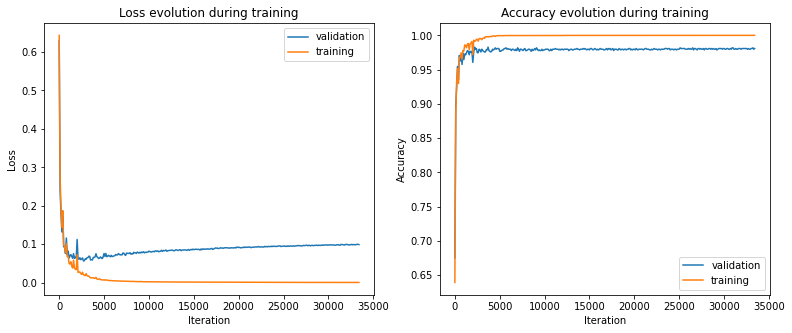 Loss evolution during training
validation
training
0.6
0.5
0.4
0.3
0.2
0.1
0.0
Loss
0 5000 10000 15000 20000 25000 30000 35000
Iteration
Accuracy evolution during training
1.00
0.95
0.90
0.85
0.80
0.75
0.70
0.65
Accuracy
validation
training
0 5000 10000 15000 20000 25000 30000 35000
Iteration